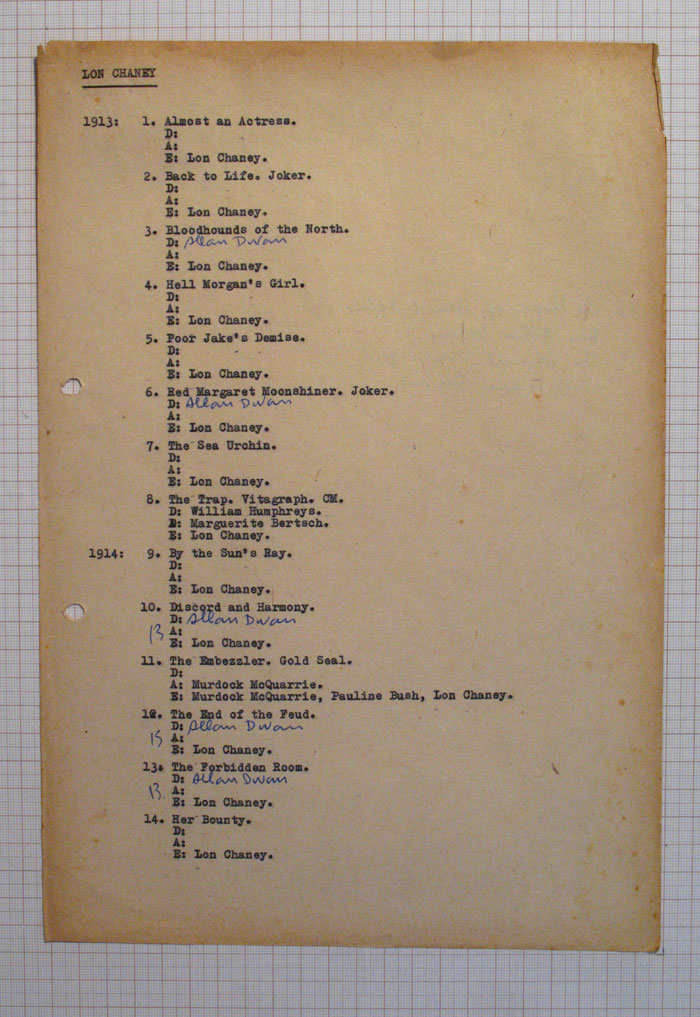 LON CHANEY
1913: 1. Almost an Actress.
D:
A:
E: Lon Chaney.
2. Back to Life. Joker.
D:
A:
E: Lon Chaney.
3. Bloodhounds of the North.
D: Allan Dwan
A:
E: Lon Chaney.
4. Hell Morgan's Girl.
D:
A:
E: Lon Chaney.
5. Poor Jake's Demise.
D:
A:
E: Lon Chaney.
6. Red Margaret Moonshiner. Joker.
D: Allan Dwan
A:
E: Lon Chaney.
7. The Sea Urchin.
D:
A:
E: Lon Chaney.
8. The Trap. Vitagraph. CM.
D: William Humphreys.
D: Marguerite Bertsch.
E: Lon Chaney.
1914: 9. By the Sun's Ray.
D:
A:
E: Lon Chaney.
10. Discord and Harmony.
D: Allan Dwan
13 A:
E: Lon Chaney.
11. The Embezzler. Gold Seal.
D:
A: Murdock McQuarrie.
E: Murdock McQuarrie, Pauline Bush, Lon Chaney.
12. The End of the Feud.
D: Allan Dwan
A:
E: Lon Chaney.
13. The Forbidden Room.
D: Allan Dwan
13 A:
E: Lon Chaney.
14. Her Bounty.
D:
A:
E: Lon Chaney.